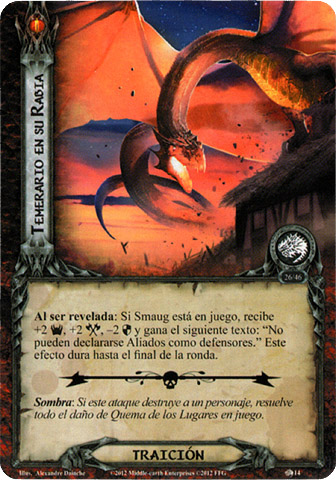 TEMERARIO EN SU RABIA
26/46
Al ser revelada: Si Smaug está en juego, recibe
+2 , +2 , –2 y gana el siguiente texto: “No
pueden declararse Aliados como defensores.” Este
efecto dura hasta el final de la ronda.
Sombra: Si este ataque destruye a un personaje, resuelve
todo el daño de Quema de los Lugares en juego.
TRAICIÓN
Illus. Alexandre Dainche
©2012 Middle-earth Enterprises ©2012 FFG
14